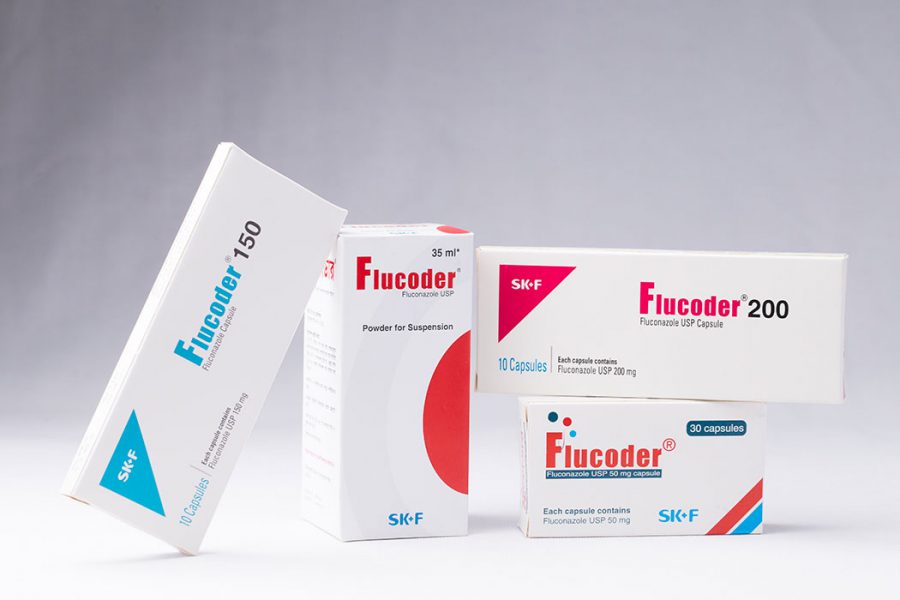 Flucoder® 150
Fluconazole Capsule
SK+F
10 Capsules
Each capsule contains
Fluconazole USP 150 mg
35 ml*
Flucoder®
Fluconazole USP
Powder for Suspension
SK+F
SK+F
Flucoder® 200
Fluconazole USP Capsule
10 Capsules
Each capsule contains
Fluconazole USP 200 mg
30 capsules
Flucoder®
Fluconazole USP 50 mg capsule
Each capsule contains
Fluconazole USP 50 mg
SK+F